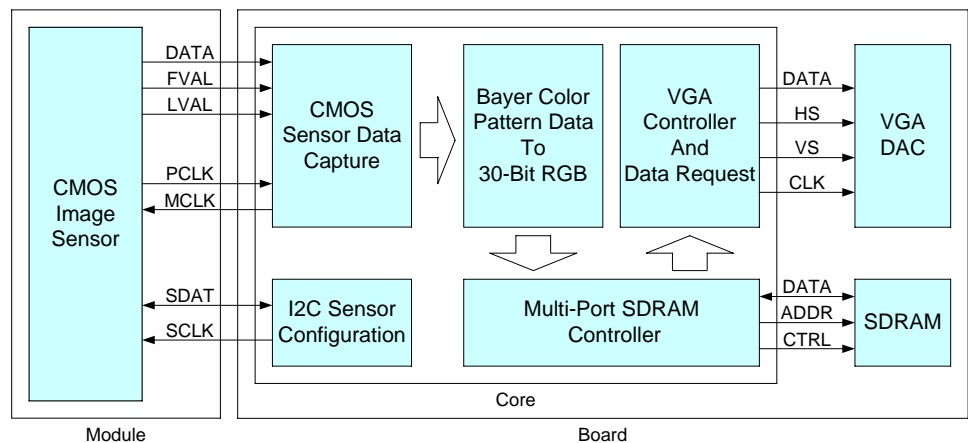 CMOS
Image
Sensor
DATA
FVAL
LVAL
PCLK
MCLK
SDAT
SCLK
CMOS
Sensor Data
Capture
I2C Sensor
Configuration
Bayer Color
Pattern Data
To
30-Bit RGB
VGA
Controller
And
Data Request
Multi-Port SDRAM
Controller
DATA
HS
VS
CLK
VGA
DAC
DATA
ADDR
CTRL
SDRAM
Core
Module
Board